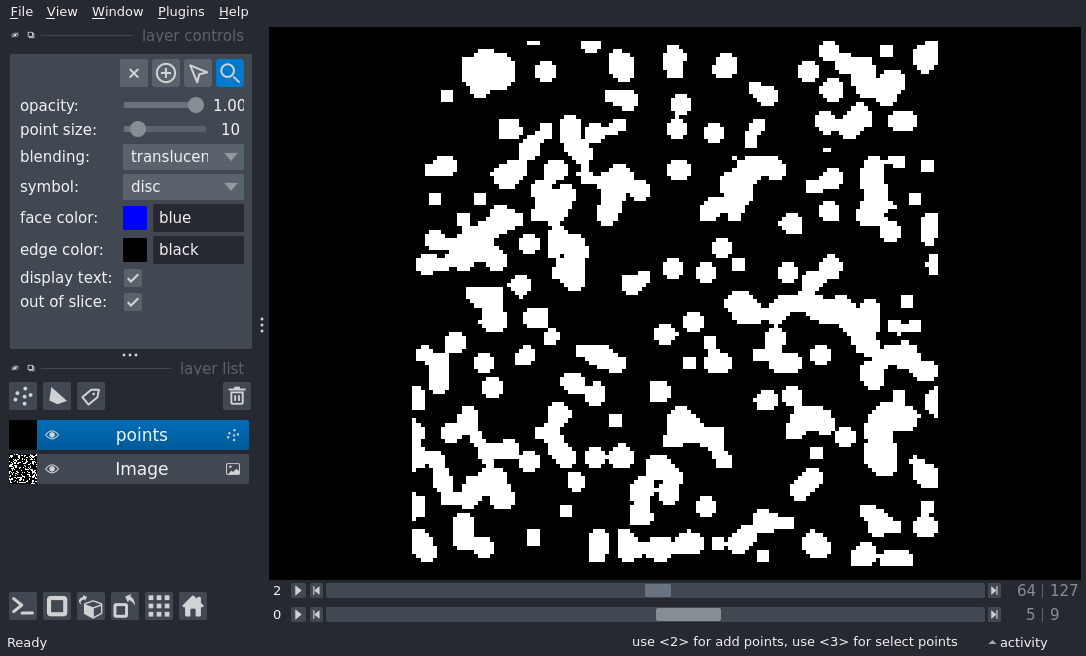 File View Window Plugins Help
layer controls
opacity: 1.00
point size: 10
blending: translucen
symbol: disc
face color: blue
edge color: black
display text:
out of slice:
layer list
points
Image
2 64 | 127
0 5 | 9
Ready use <2> for add points, use <3> for select points activity